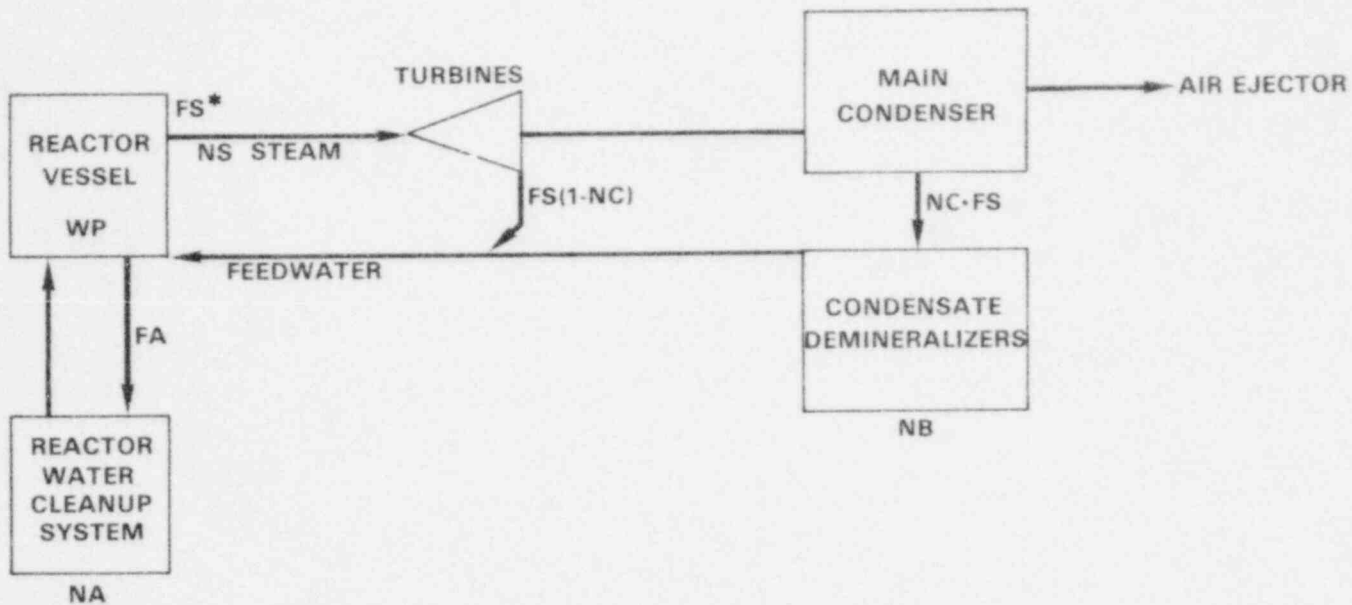 TURBINES
MAIN
CONDENSER
AIR EJECTOR
FS*
NS STEAM
REACTOR
VESSEL
WP
FS(1-NC)
NC·FS
FEEDWATER
CONDENSATE
DEMINERALIZERS
NB
FA
REACTOR
WATER
CLEANUP
SYSTEM
NA